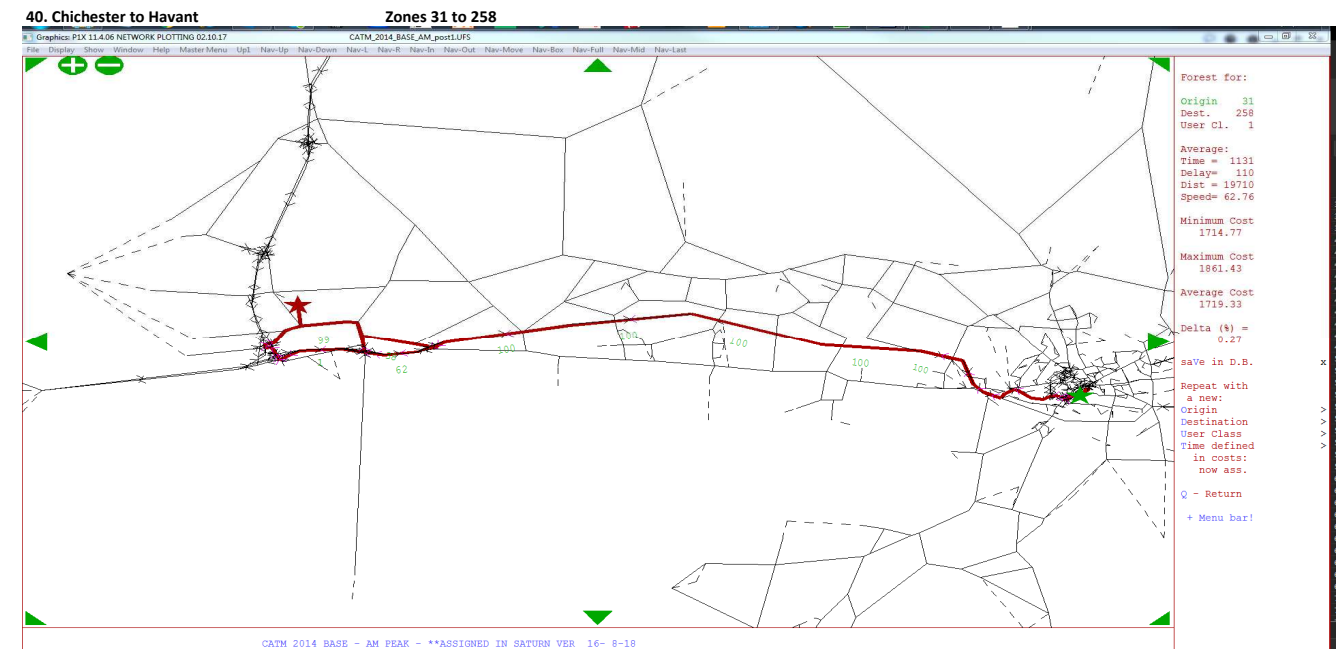 40. Chichester to Havant Zones 31 to 258
Graphics: P1X 11.4.06 NETWORK PLOTTING 02.10.17 CATM_2014_BASE_AM_post1.UFS
File Display Show Window Help Master Menu Up1 Nav-Up Nav-Down Nav-L Nav-R Nav-In Nav-Out Nav-Move Nav-Box Nav-Full Nav-Mid Nav-Last
Forest for:
Origin 31
Dest. 258
User Cl. 1
Average:
Time = 1131
Delay= 110
Dist = 19710
Speed= 62.76
Minimum Cost
1714.77
Maximum Cost
1861.43
Average Cost
1719.33
Delta (%) =
0.27
saVe in D.B. x
Repeat with
a new:
Origin >
Destination >
User Class >
Time defined >
in costs:
now ass.
Q - Return
+ Menu bar!
99
1
62
100
100
100
100
100
CATM 2014 BASE - AM PEAK - **ASSIGNED IN SATURN VER 16- 8-18